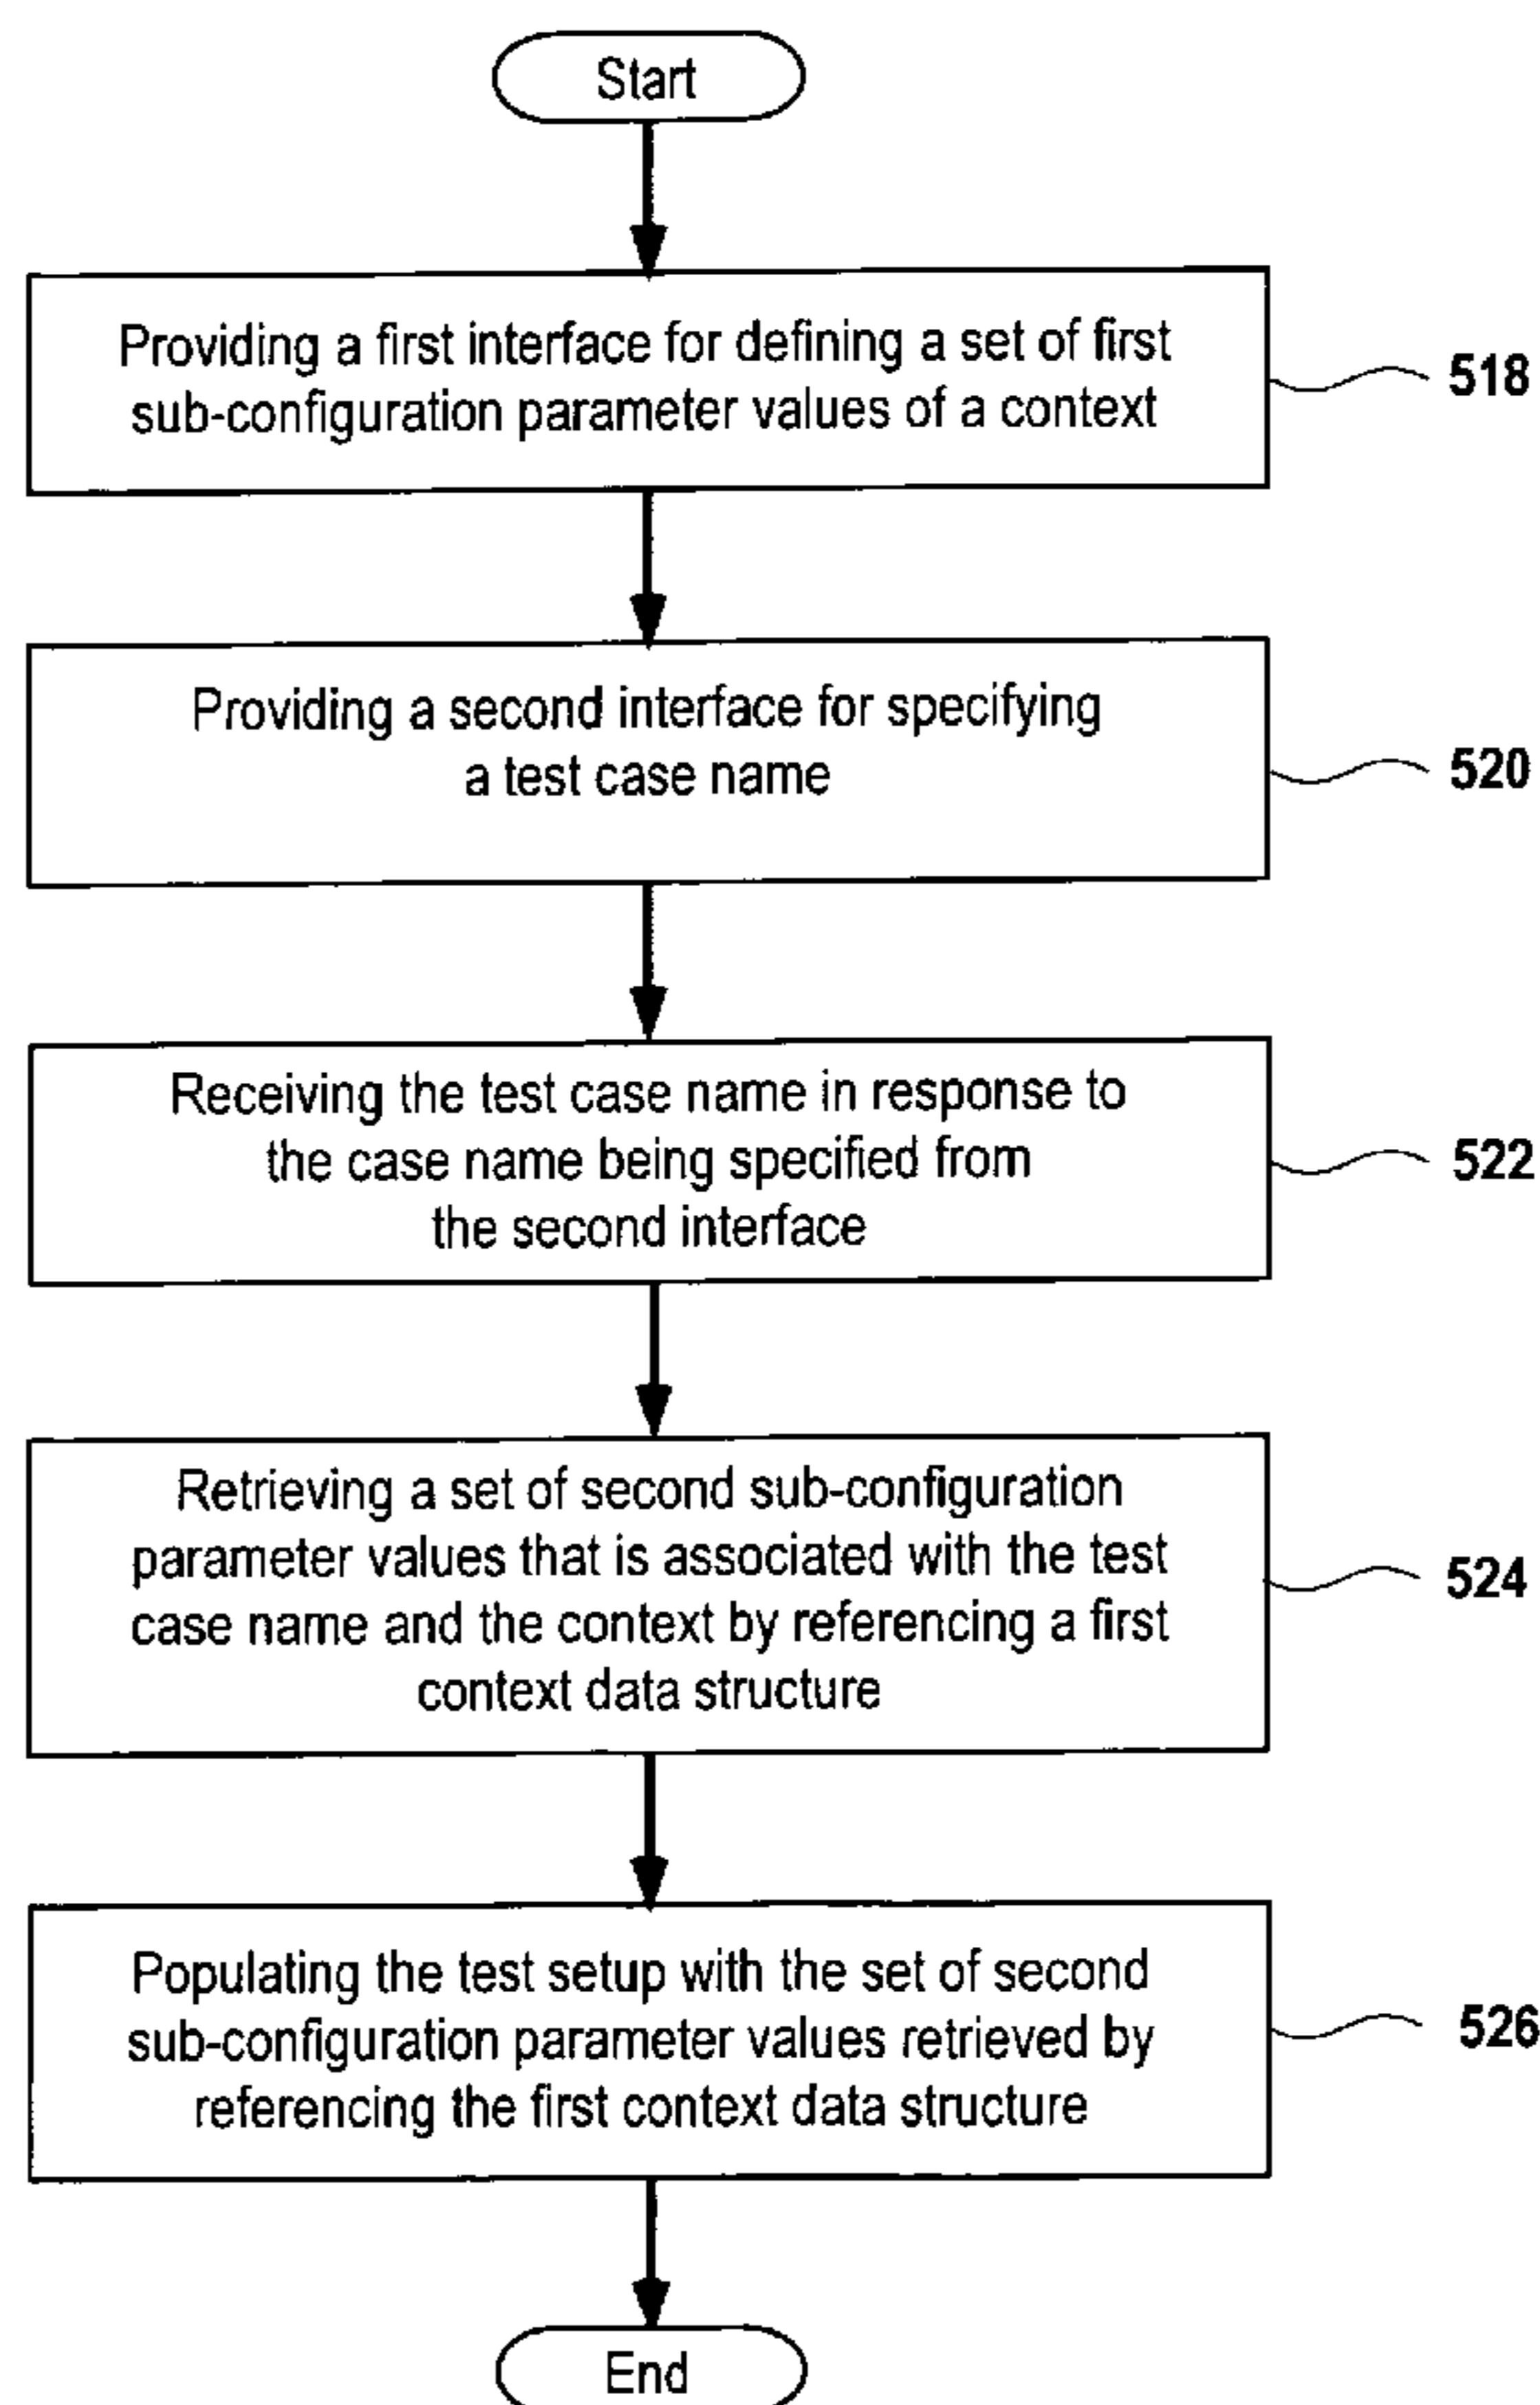 Start
Providing a first interface for defining a set of first
sub-configuration parameter values of a context
518
Providing a second interface for specifying
a test case name
520
Receiving the test case name in response to
the case name being specified from
the second interface
522
Retrieving a set of second sub-configuration
parameter values that is associated with the test
case name and the context by referencing a first
context data structure
524
Populating the test setup with the set of second
sub-configuration parameter values retrieved by
referencing the first context data structure
526
End